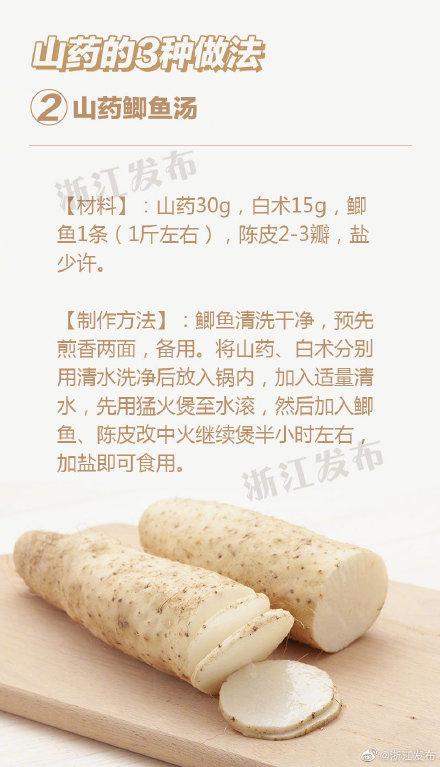 山药的3种做法
②山药鲫鱼汤
浙江发布
【材料】：山药30g，白术15g，鲫
鱼1条（1斤左右），陈皮2-3瓣，盐
少许。
【制作方法】：鲫鱼清洗干净，预先
煎香两面，备用。将山药、白术分别
用清水洗净后放入锅内，加入适量清
水，先用猛火煲至水滚，然后加入鲫
鱼、陈皮改中火继续煲半小时左右，
加盐即可食用。
浙江发布
@浙江发布